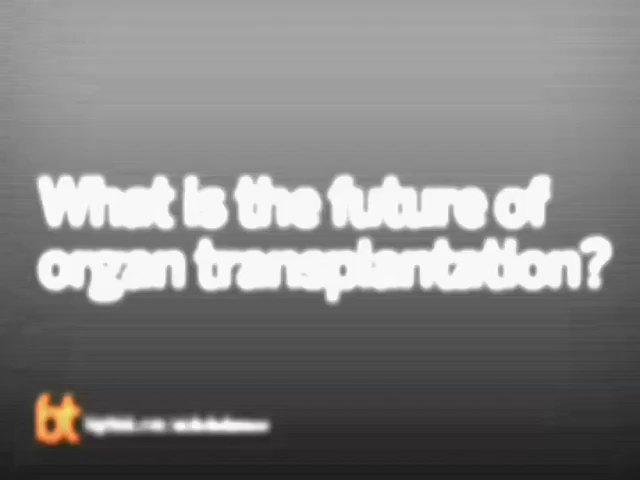 What is the future of
organ transplantation?
bt